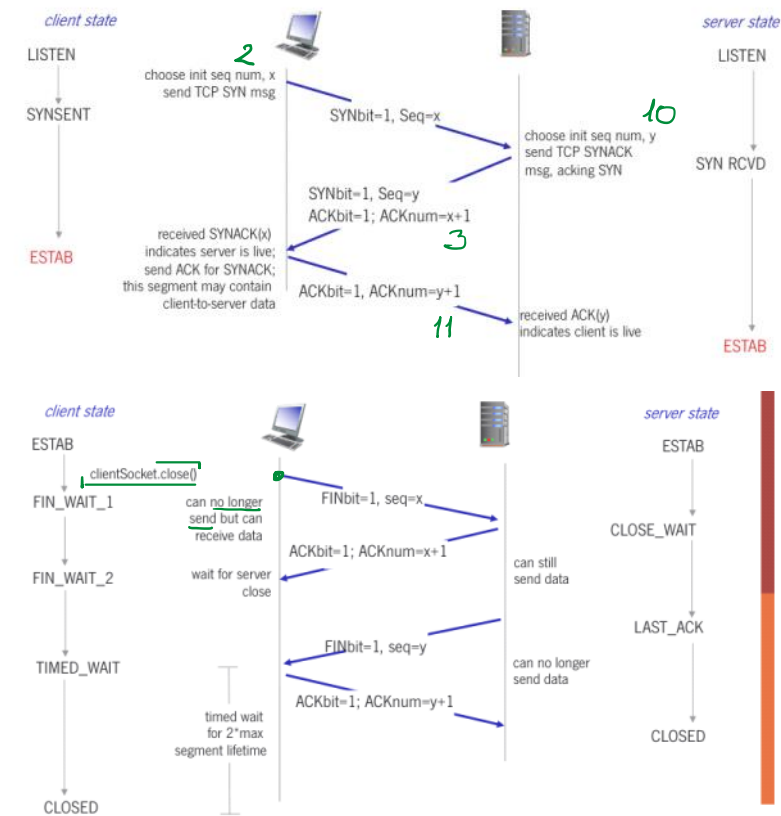 client state
server state
LISTEN
LISTEN
2
choose init seq num, x
send TCP SYN msg
SYNSENT
SYNbit=1, Seq=x
10
choose init seq num, y
send TCP SYNACK
msg, acking SYN
SYN RCVD
SYNbit=1, Seq=y
ACKbit=1; ACKnum=x+1
3
received SYNACK(x)
indicates server is live;
send ACK for SYNACK;
this segment may contain
client-to-server data
ESTAB
ACKbit=1, ACKnum=y+1
11
received ACK(y)
indicates client is live
ESTAB
client state
server state
ESTAB
ESTAB
clientSocket.close()
FIN_WAIT_1
can no longer
send but can
receive data
FINbit=1, seq=x
CLOSE_WAIT
ACKbit=1; ACKnum=x+1
can still
send data
FIN_WAIT_2
wait for server
close
LAST_ACK
FINbit=1, seq=y
can no longer
send data
TIMED_WAIT
ACKbit=1; ACKnum=y+1
timed wait
for 2*max
segment lifetime
CLOSED
CLOSED